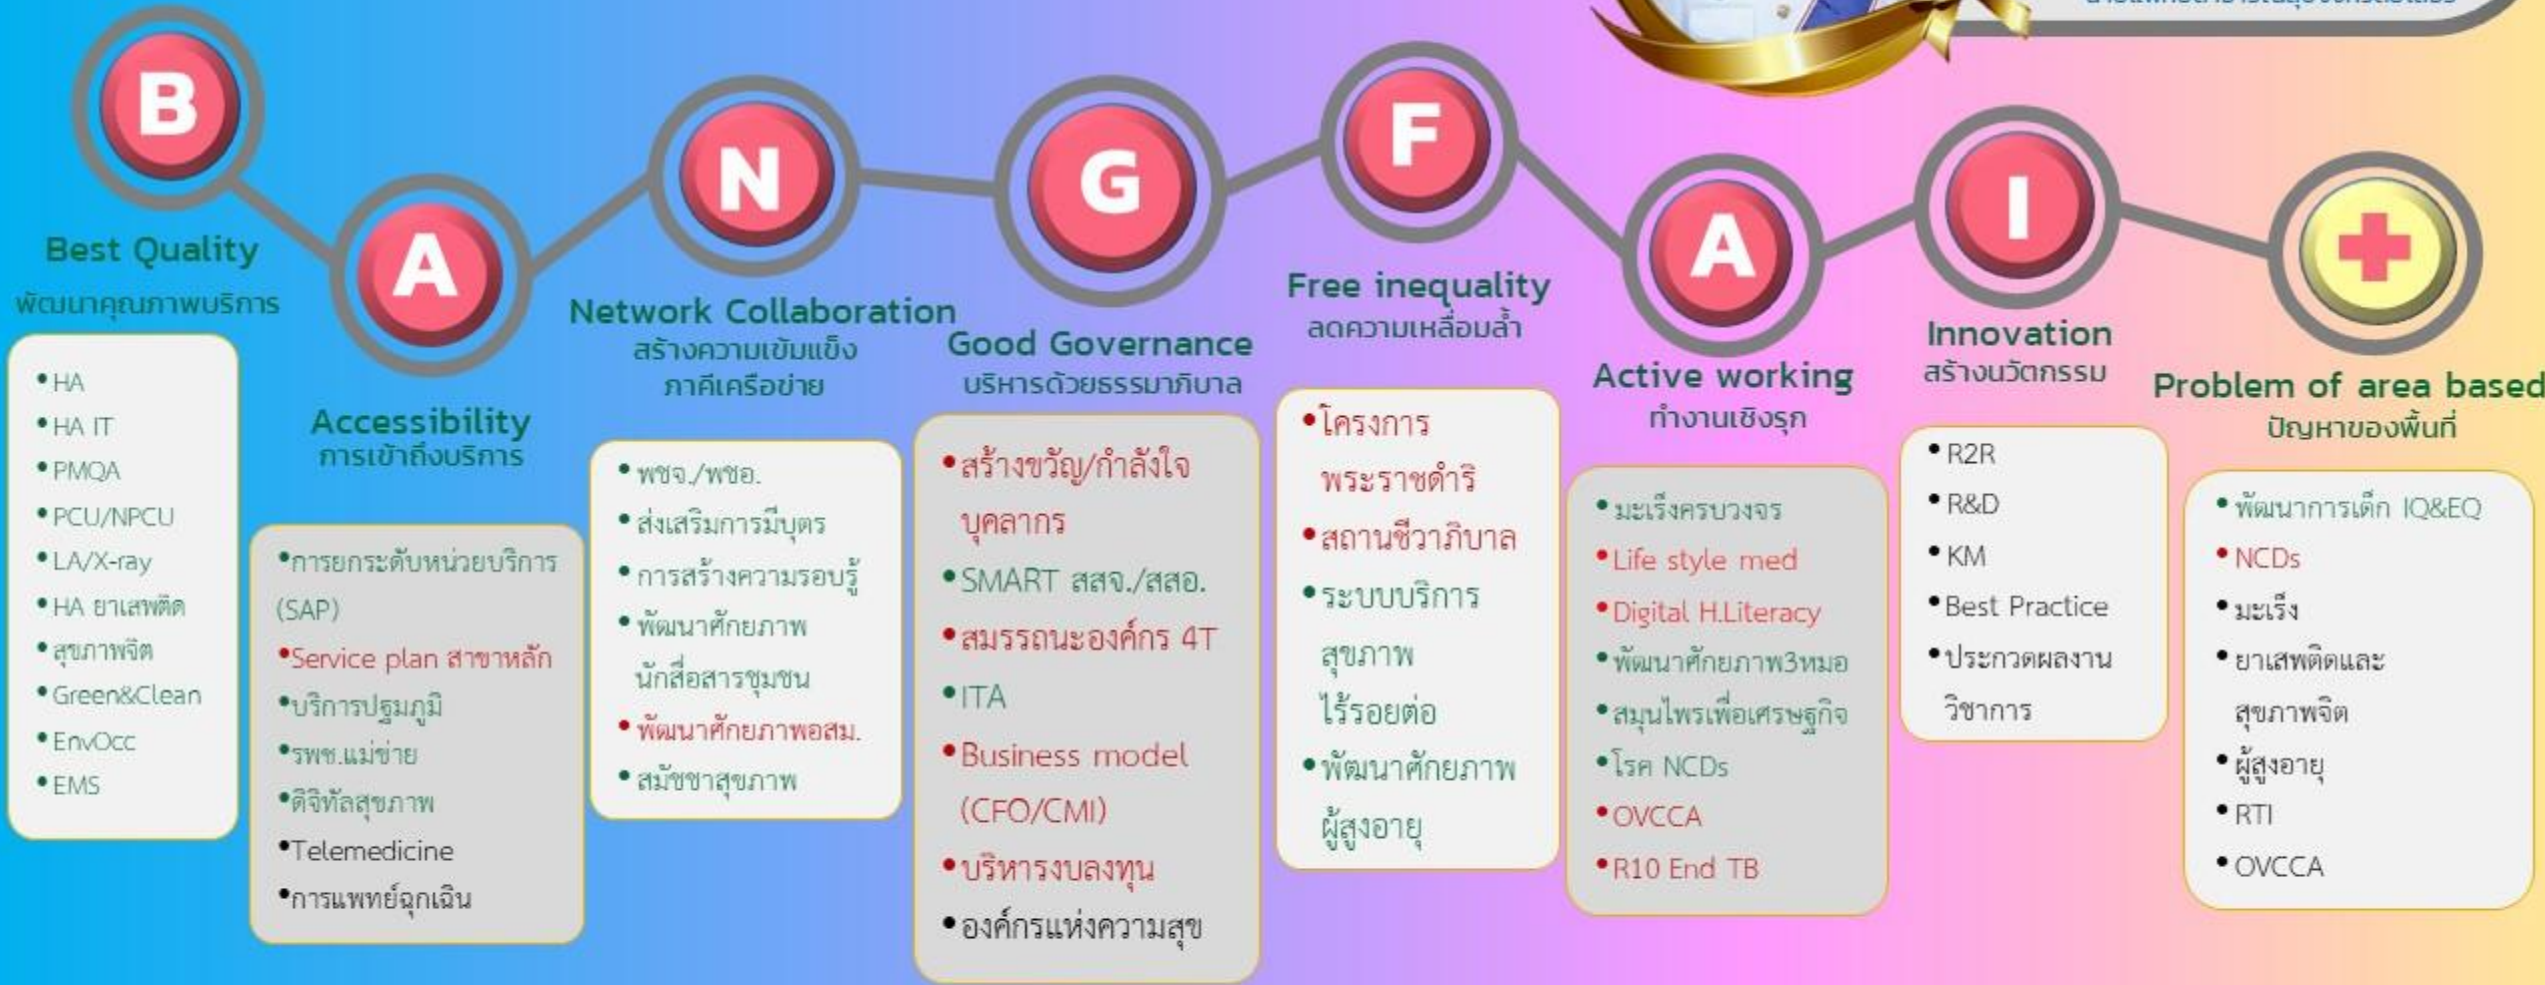 B
Best Quality
พัฒนาคุณภาพบริการ
•HA
•HA IT
•PMQA
•PCU/NPCU
•LA/X-ray
•HA ยาเสพติด
•สุขภาพจิต
•Green&Clean
•EnvOcc
•EMS
A
Accessibility
การเข้าถึงบริการ
•การยกระดับหน่วยบริการ
(SAP)
•Service plan สาขาหลัก
•บริการปฐมภูมิ
•รพช.แม่ข่าย
•ดิจิทัลสุขภาพ
•Telemedicine
•การแพทย์ฉุกเฉิน
N
Network Collaboration
สร้างความเข้มแข็ง
ภาคีเครือข่าย
•พชจ./พชอ.
•ส่งเสริมการมีบุตร
•การสร้างความรอบรู้
•พัฒนาศักยภาพ
นักสื่อสารชุมชน
•พัฒนาศักยภาพอสม.
•สมัชชาสุขภาพ
G
Good Governance
บริหารด้วยธรรมาภิบาล
•สร้างขวัญ/กำลังใจ
บุคลากร
•SMART สสจ./สสอ.
•สมรรถนะองค์กร 4T
•ITA
•Business model
(CFO/CMI)
•บริหารงบลงทุน
•องค์กรแห่งความสุข
F
Free inequality
ลดความเหลื่อมล้ำ
•โครงการ
พระราชดำริ
•สถานชีวาภิบาล
•ระบบบริการ
สุขภาพ
ไร้รอยต่อ
•พัฒนาศักยภาพ
ผู้สูงอายุ
A
Active working
ทำงานเชิงรุก
•มะเร็งครบวงจร
•Life style med
•Digital H.Literacy
•พัฒนาศักยภาพ3หมอ
•สมุนไพรเพื่อเศรษฐกิจ
•โรค NCDs
•OVCCA
•R10 End TB
I
Innovation
สร้างนวัตกรรม
•R2R
•R&D
•KM
•Best Practice
•ประกวดผลงาน
วิชาการ
Problem of area based
ปัญหาของพื้นที่
•พัฒนาการเด็ก IQ&EQ
•NCDs
•มะเร็ง
•ยาเสพติดและ
สุขภาพจิต
•ผู้สูงอายุ
•RTI
•OVCCA